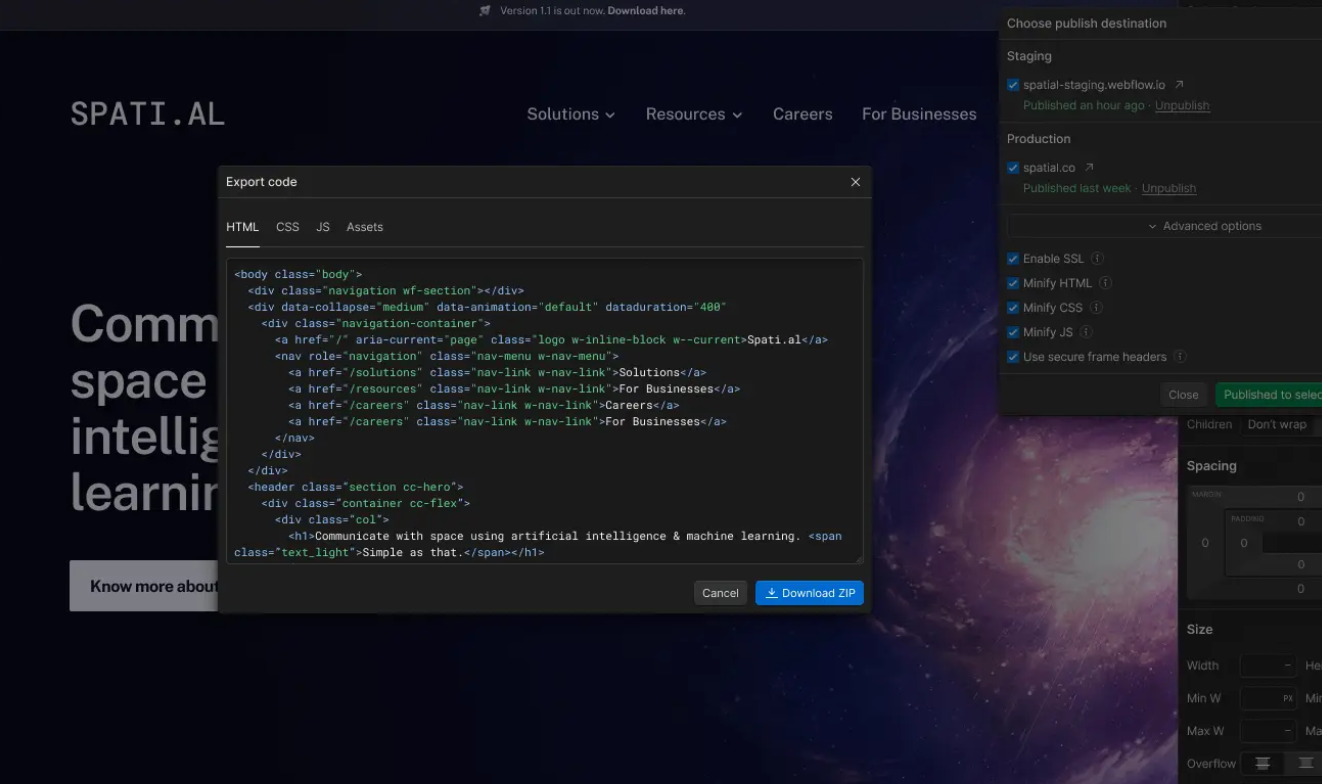 Version 1.1 is out now. Download here.
SPATI.AL
Solutions
Resources
Careers
For Businesses
Comm
space
intellig
learnin
Know more about
Export code
HTML CSS JS Assets
<body class="body">
<div class="navigation wf-section"></div>
<div data-collapse="medium" data-animation="default" dataduration="400"
<div class="navigation-container">
<a href="/" aria-current="page" class="logo w-inline-block w--current>Spati.al</a>
<nav role="navigation" class="nav-menu w-nav-menu">
<a href="/solutions" class="nav-link w-nav-link">Solutions</a>
<a href="/resources" class="nav-link w-nav-link">For Businesses</a>
<a href="/careers" class="nav-link w-nav-link">Careers</a>
<a href="/careers" class="nav-link w-nav-link">For Businesses</a>
</nav>
</div>
</div>
<header class="section cc-hero">
<div class="container cc-flex">
<div class="col">
<h1>Communicate with space using artificial intelligence & machine learning. <span
class="text_light">Simple as that.</span></h1>
Cancel
Download ZIP
Choose publish destination
Staging
spatial-staging.webflow.io
Published an hour ago · Unpublish
Production
spatial.co
Published last week · Unpublish
Advanced options
Enable SSL
Minify HTML
Minify CSS
Minify JS
Use secure frame headers
Close
Published to selec
Children Don't wrap
Spacing
MARGIN 0
PADDING 0
0 0
0
0
Size
Width – He
Min W PX Min
Max W – Ma
Overflow